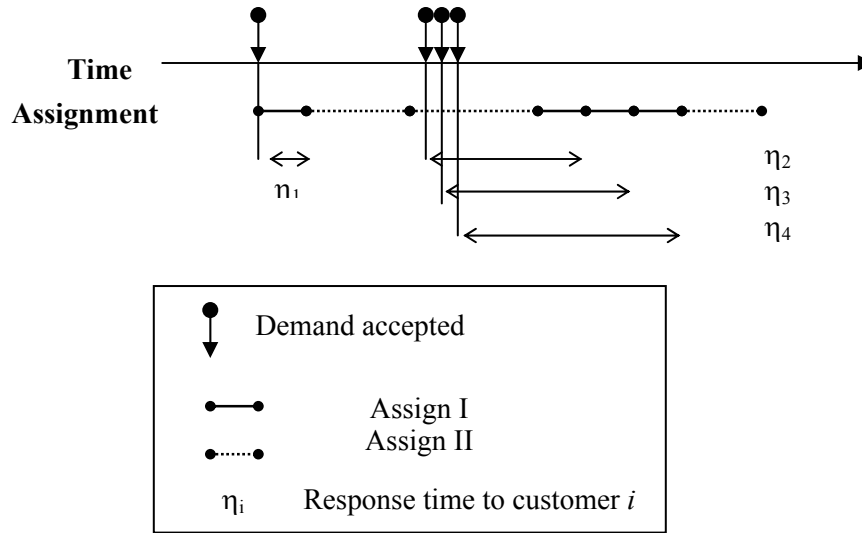 Time
Assignment
η2
η1
η3
η4
Demand accepted
Assign I
Assign II
ηi Response time to customer i